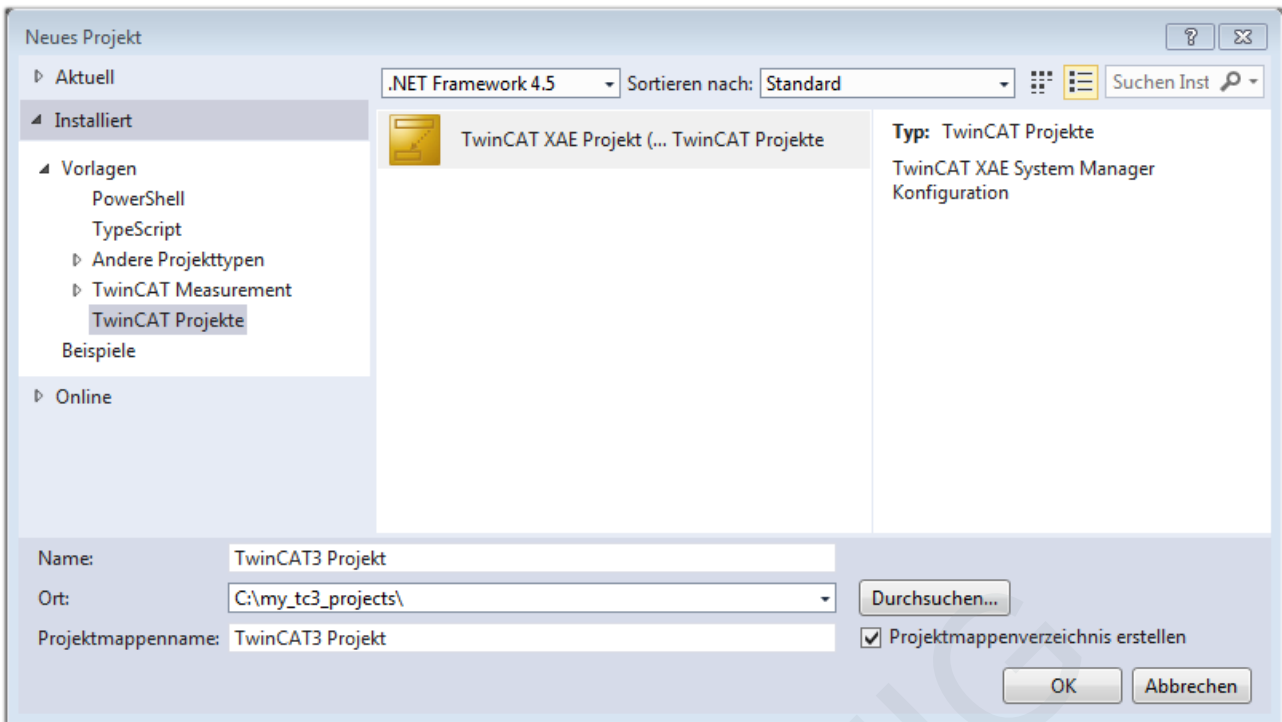 Neues Projekt
Aktuell
Installiert
Vorlagen
PowerShell
TypeScript
Andere Projekttypen
TwinCAT Measurement
TwinCAT Projekte
Beispiele
Online
.NET Framework 4.5 Sortieren nach: Standard Suchen Inst
TwinCAT XAE Projekt (... TwinCAT Projekte
Typ: TwinCAT Projekte
TwinCAT XAE System Manager
Konfiguration
Name: TwinCAT3 Projekt
Ort: C:\my_tc3_projects\ Durchsuchen...
Projektmappenname: TwinCAT3 Projekt Projektmappenverzeichnis erstellen
OK Abbrechen